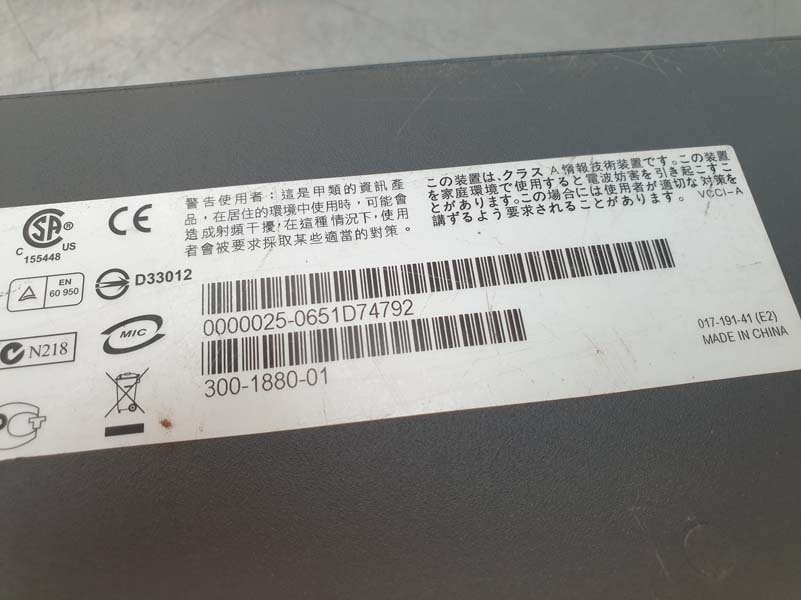 警告使用者：這是甲類的資訊產
品，在居住的環境中使用時，可能會
造成射頻干擾，在這種情況下，使用
者會被要求採取某些適當的對策。
この装置は、クラス A 情報技術装置です。この装置
を家庭環境で使用すると電波妨害を引き起こすこ
とがあります。この場合には使用者が適切な対策を
講ずるよう要求されることがあります。 VCCI-A
SA®
C US
155448
CE
EN
60 950
D33012
0000025-0651D74792
N218
MIC
300-1880-01
017-191-41 (E2)
MADE IN CHINA